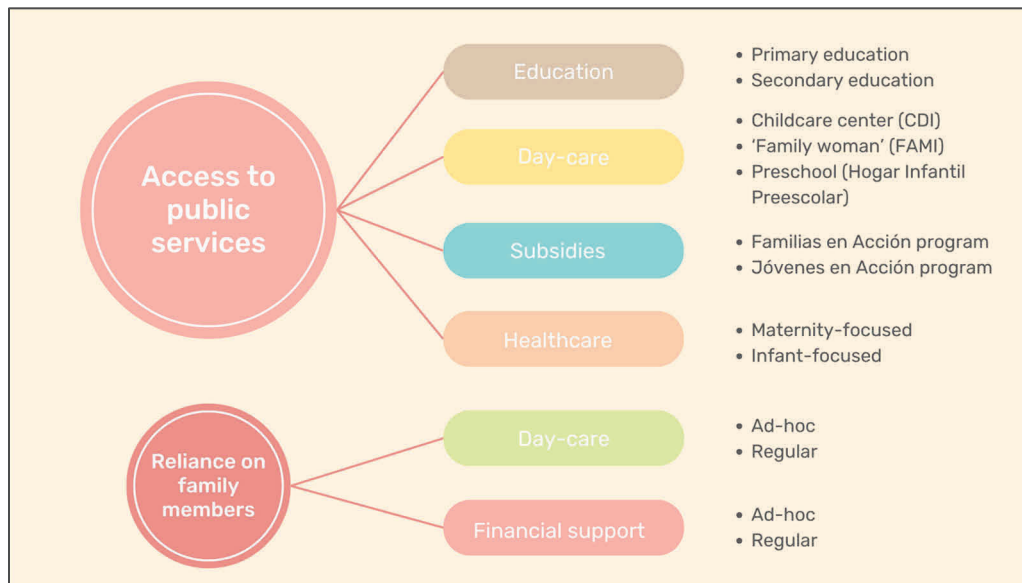 Access to
public
services
Education
• Primary education
• Secondary education
Day-care
• Childcare center (CDI)
• ‘Family woman’ (FAMI)
• Preschool (Hogar Infantil
Preescolar)
Subsidies
• Familias en Acción program
• Jóvenes en Acción program
Healthcare
• Maternity-focused
• Infant-focused
Reliance on
family
members
Day-care
• Ad-hoc
• Regular
Financial support
• Ad-hoc
• Regular